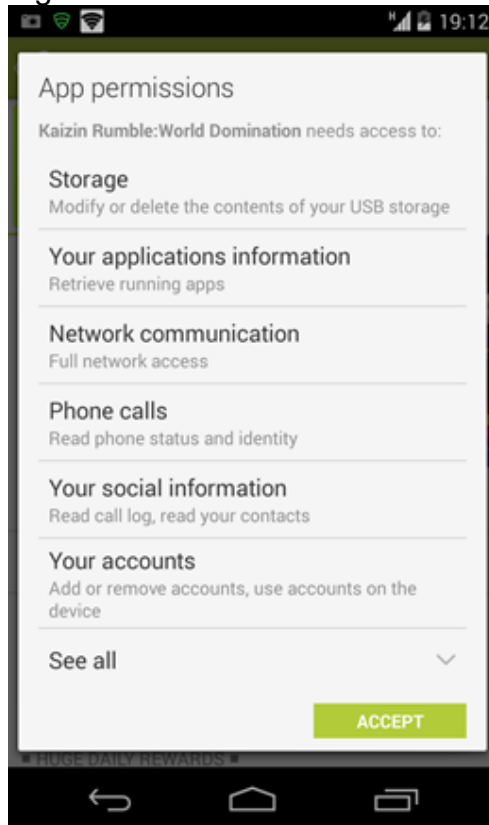 H 19:12
App permissions
Kaizin Rumble:World Domination needs access to:
Storage
Modify or delete the contents of your USB storage
Your applications information
Retrieve running apps
Network communication
Full network access
Phone calls
Read phone status and identity
Your social information
Read call log, read your contacts
Your accounts
Add or remove accounts, use accounts on the
device
See all
ACCEPT
■ HUGE DAILY REWARDS ■